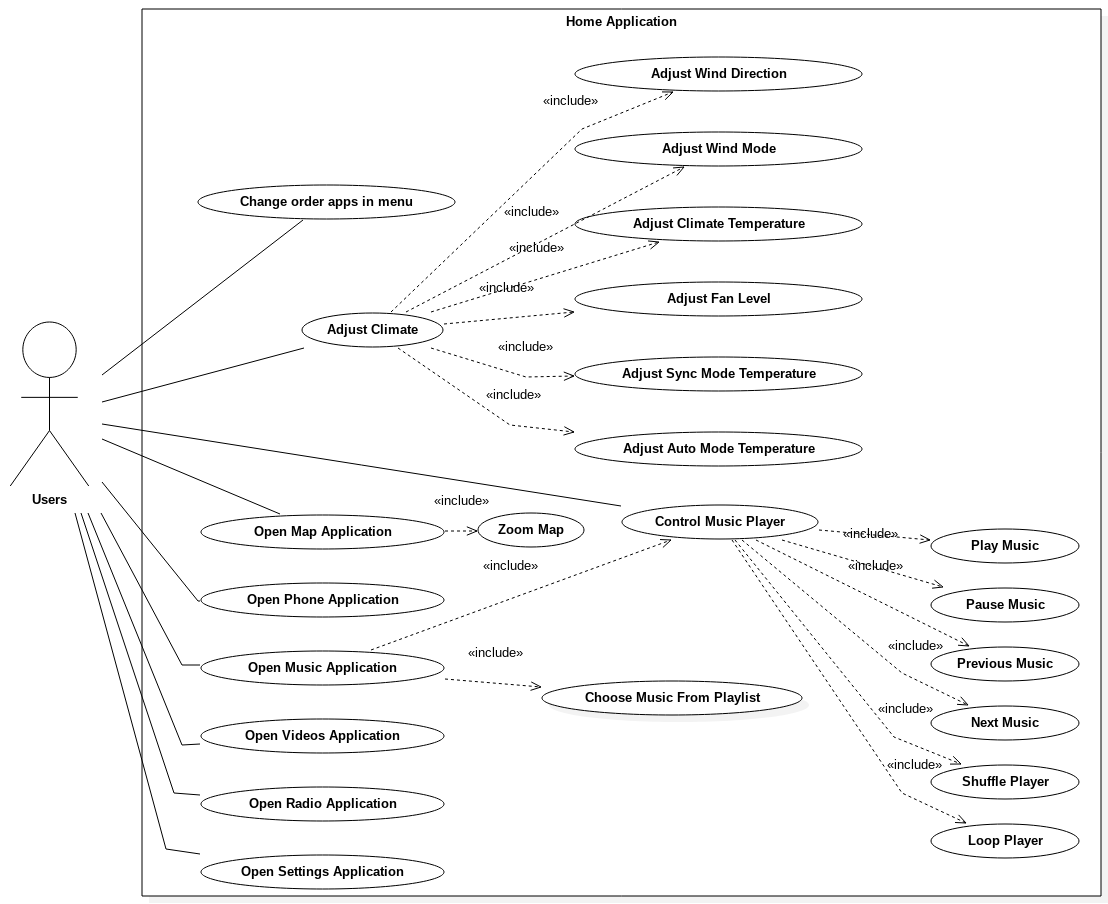 Home Application
Adjust Wind Direction
«include»
Adjust Wind Mode
Change order apps in menu
«include»
Adjust Climate Temperature
«include»
«include»
Adjust Fan Level
Adjust Climate
«include»
Adjust Sync Mode Temperature
«include»
Adjust Auto Mode Temperature
Users
«include»
Open Map Application
Zoom Map
Control Music Player
«include»
Play Music
«include»
«include»
Open Phone Application
Pause Music
«include»
Previous Music
«include»
Open Music Application
Choose Music From Playlist
«include»
Next Music
Open Videos Application
«include»
Shuffle Player
Open Radio Application
Loop Player
Open Settings Application